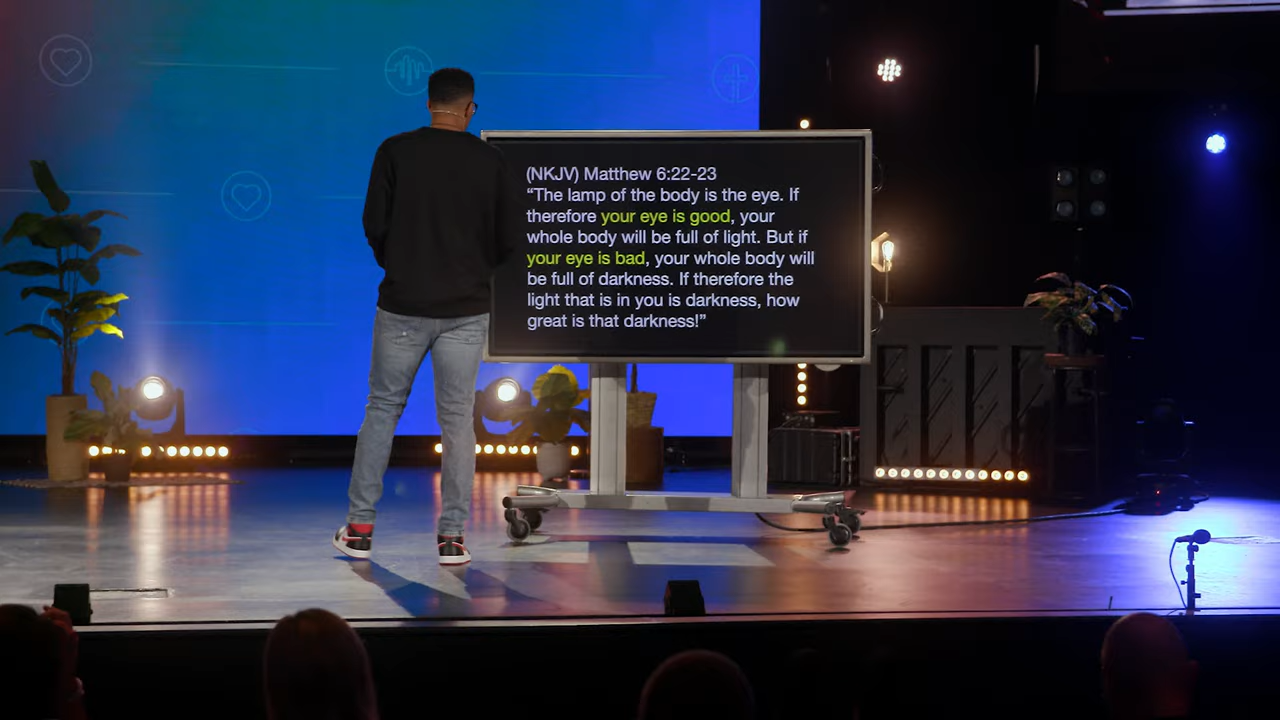 (NKJV) Matthew 6:22-23
“The lamp of the body is the eye. If
therefore your eye is good, your
whole body will be full of light. But if
your eye is bad, your whole body will
be full of darkness. If therefore the
light that is in you is darkness, how
great is that darkness!”